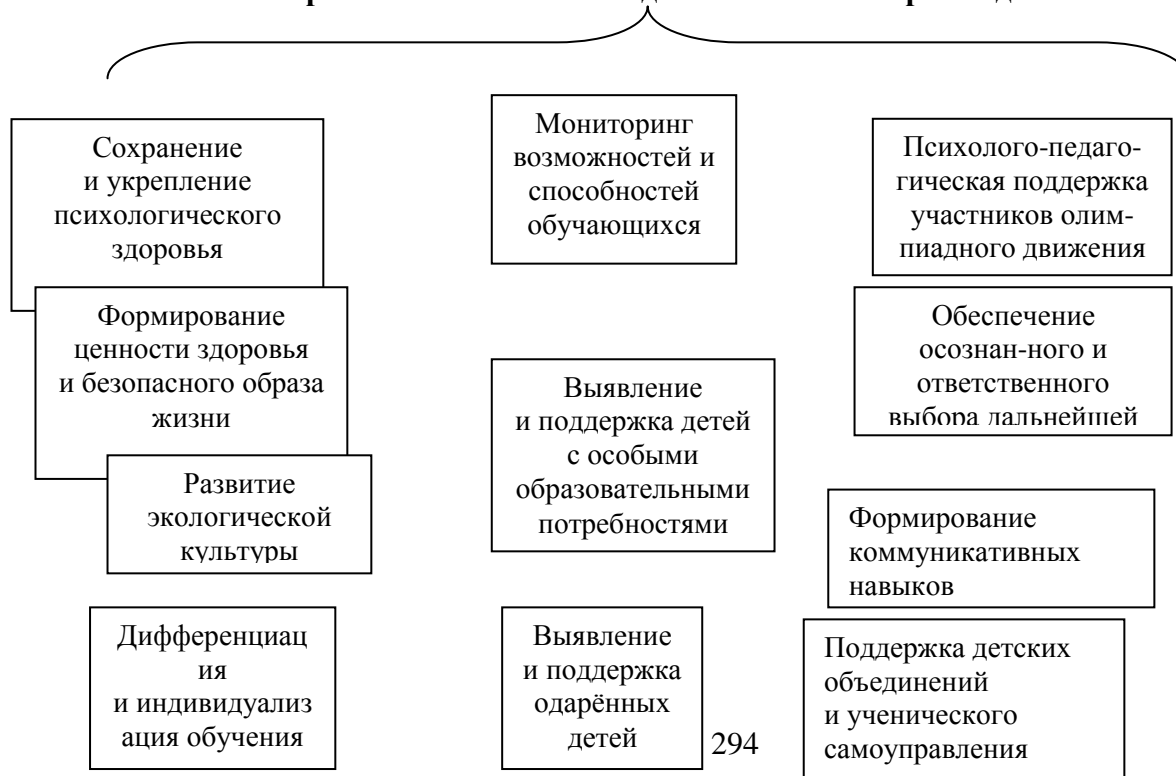 Сохранение
и укрепление
психологического
здоровья
Формирование
ценности здоровья
и безопасного образа
жизни
Развитие
экологической
культуры
Дифференциац
ия
и индивидуализ
ация обучения
Мониторинг
возможностей и
способностей
обучающихся
Выявление
и поддержка детей
с особыми
образовательными
потребностями
Выявление
и поддержка
одарённых
детей
Психолого-педаго-
гическая поддержка
участников олим-
пиадного движения
Обеспечение
осознан-ного и
ответственного
выбора дальнейшей
Формирование
коммуникативных
навыков
Поддержка детских
объединений
и ученического
самоуправления
294